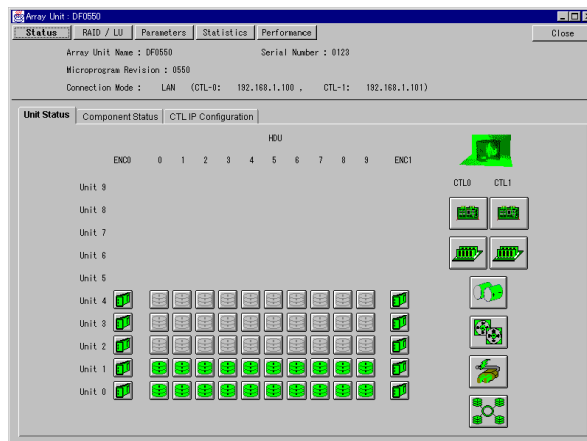 Array Unit : DF0550
Status RAID / LU Parameters Statistics Performance Close
Array Unit Name : DF0550 Serial Number : 0123
Microprogram Revision : 0550
Connection Mode : LAN (CTL-0: 192.168.1.100 , CTL-1: 192.168.1.101)
Unit Status Component Status CTL IP Configuration
HDU
ENC0 0 1 2 3 4 5 6 7 8 9 ENC1
CTL0 CTL1
Unit 9
Unit 8
Unit 7
Unit 6
Unit 5
Unit 4
Unit 3
Unit 2
Unit 1
Unit 0